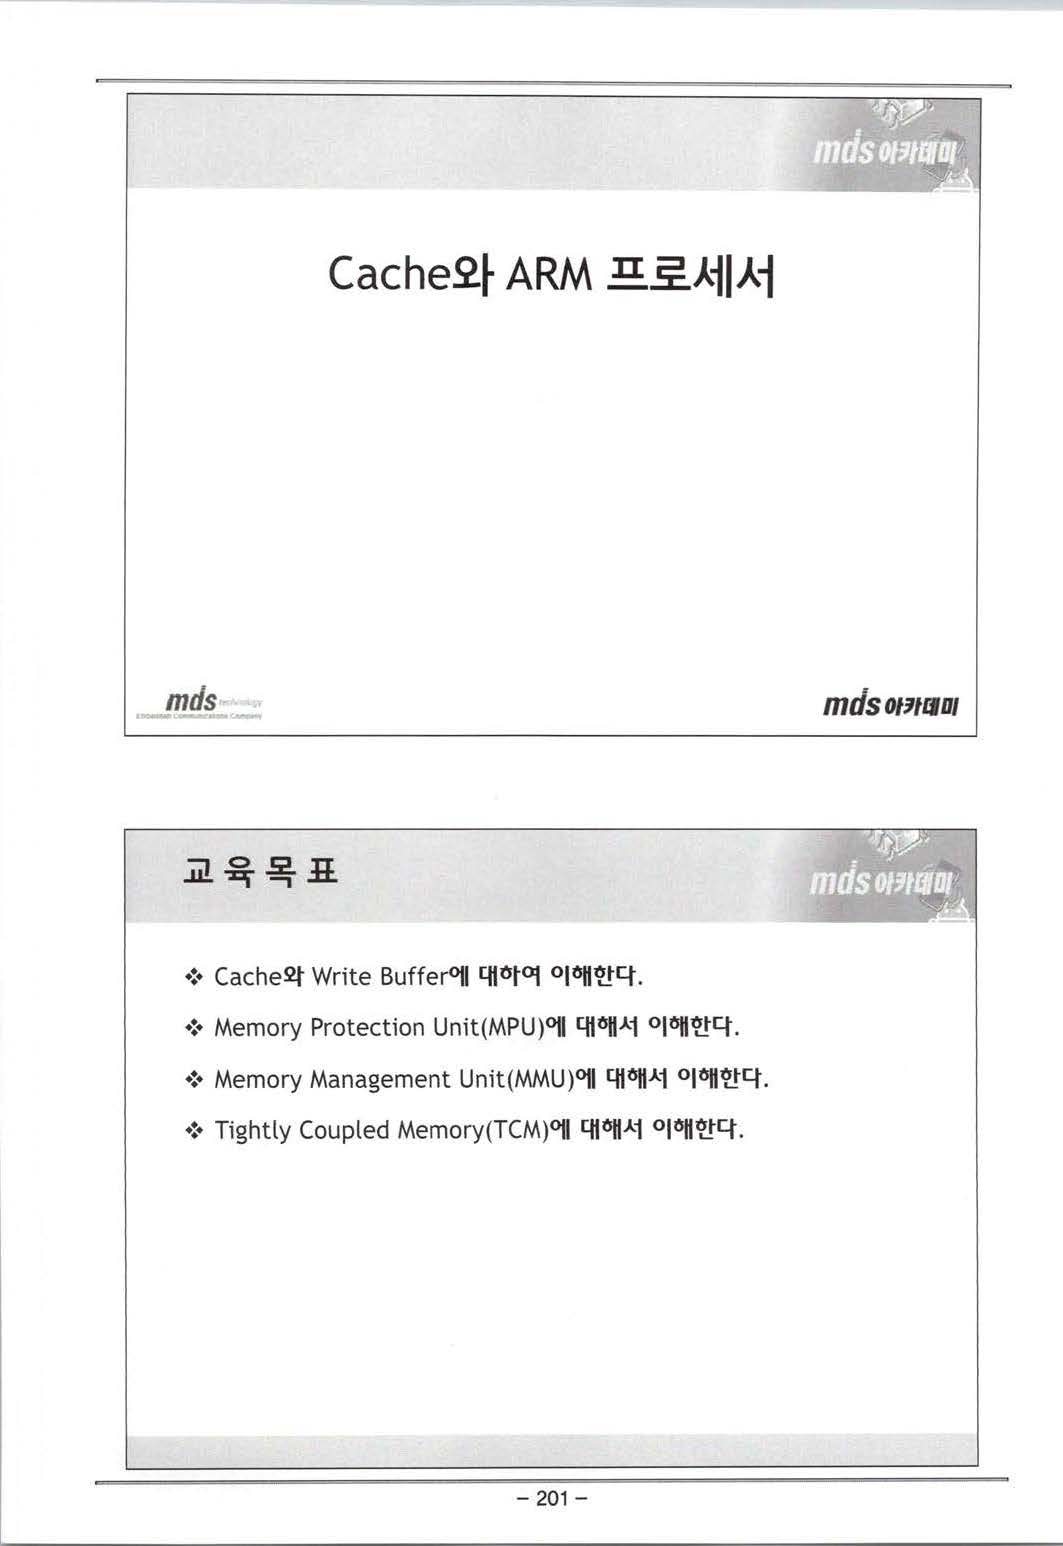 mds 아카데미
Cache와 ARM 프로세서
mds technology
Communications Company
mds 아카데미
교육목표
mds 아카데미
❖ Cache와 Write Buffer에 대하여 이해한다.
❖ Memory Protection Unit(MPU)에 대해서 이해한다.
❖ Memory Management Unit(MMU)에 대해서 이해한다.
❖ Tightly Coupled Memory(TCM)에 대해서 이해한다.
- 201 -